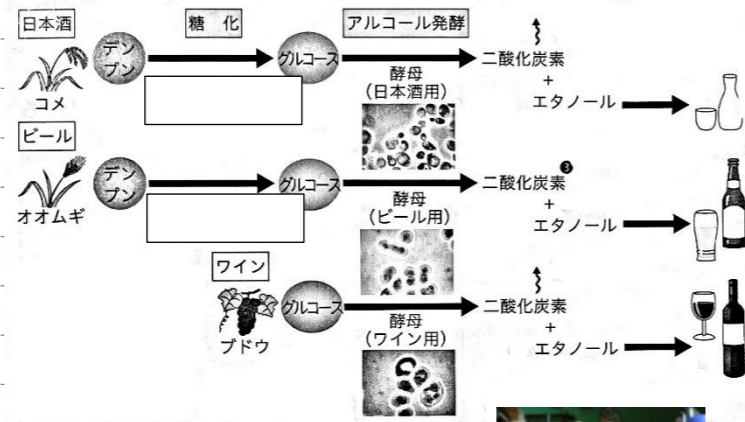 日本酒
糖 化
アルコール発酵
デン
プン
グルコース
二酸化炭素
+
エタノール
酵母
(日本酒用)
コメ
ビール
デン
プン
グルコース
二酸化炭素❸
+
エタノール
酵母
(ビール用)
オオムギ
ワイン
グルコース
二酸化炭素
+
エタノール
酵母
(ワイン用)
ブドウ